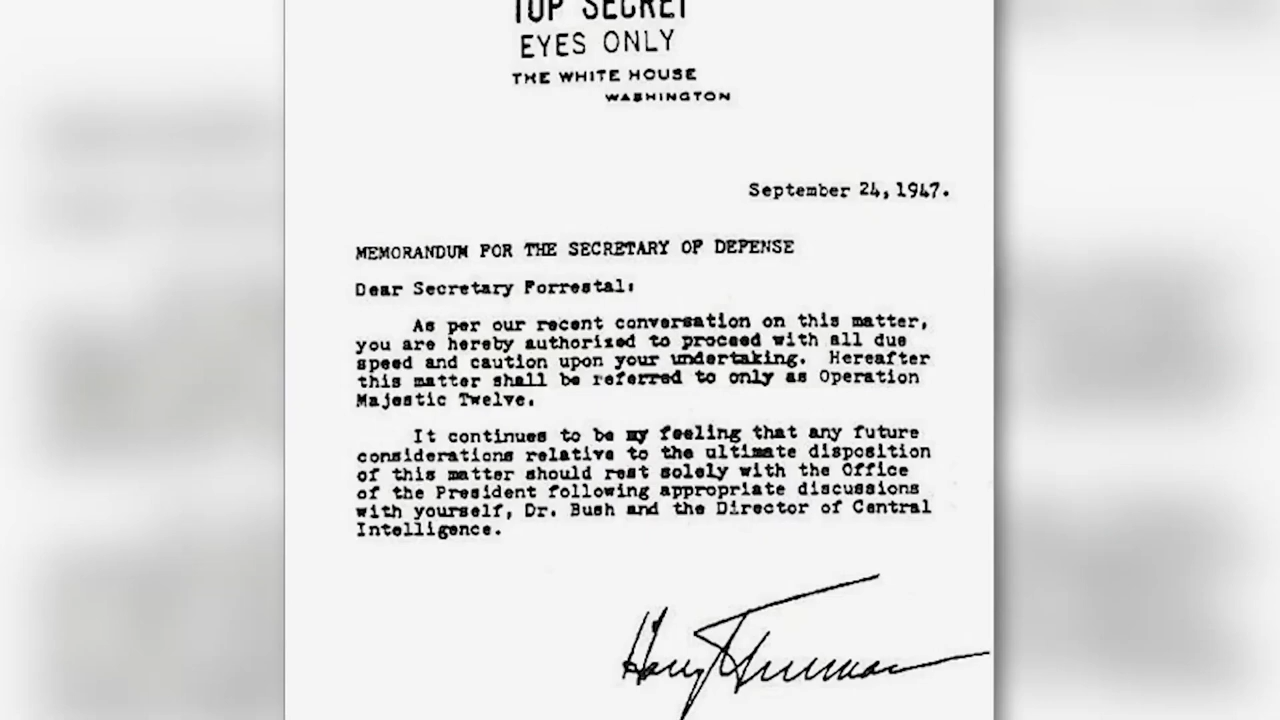 TOP SECRET
EYES ONLY
THE WHITE HOUSE
WASHINGTON
September 24, 1947.
MEMORANDUM FOR THE SECRETARY OF DEFENSE
Dear Secretary Forrestal:
As per our recent conversation on this matter,
you are hereby authorized to proceed with all due
speed and caution upon your undertaking. Hereafter
this matter shall be referred to only as Operation
Majestic Twelve.
It continues to be my feeling that any future
considerations relative to the ultimate disposition
of this matter should rest solely with the Office
of the President following appropriate discussions
with yourself, Dr. Bush and the Director of Central
Intelligence.
Harry Truman